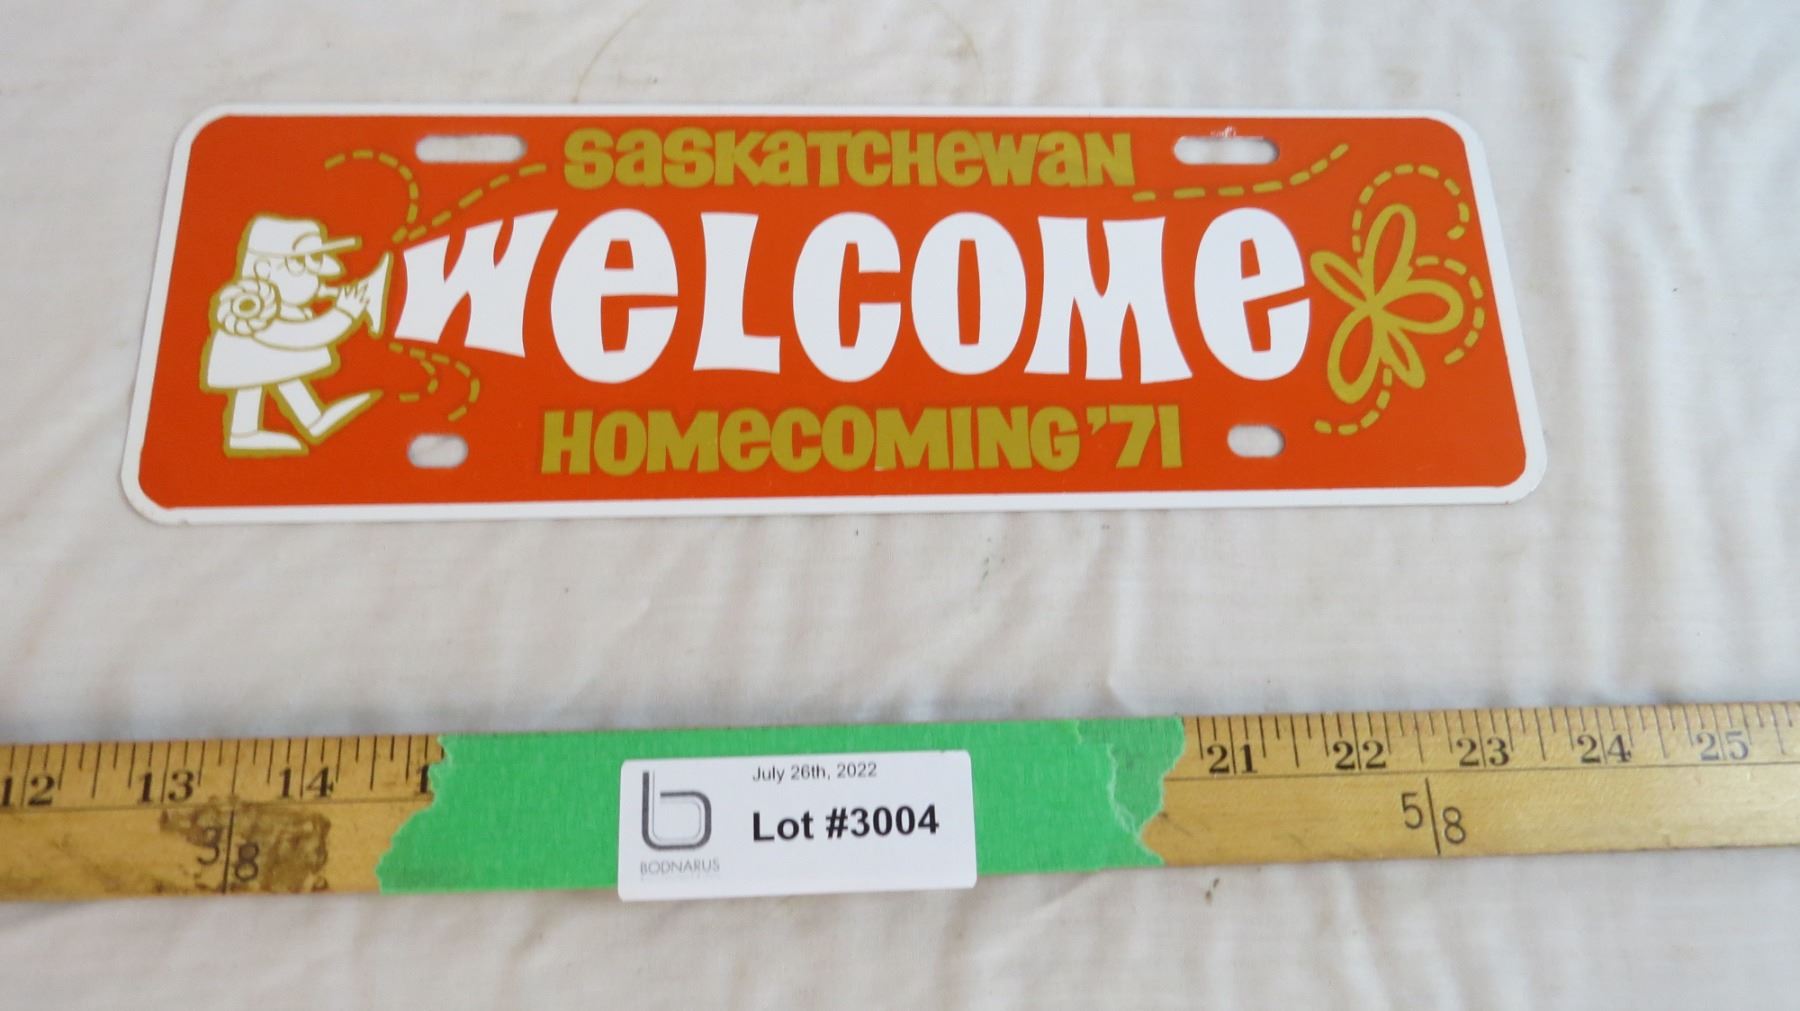 SaSKaTCHewaN
WeLCOMe
HOMeCOMING '71
12 13 14 1 21 22 23 24 25
3/8 5/8
July 26th, 2022
Lot #3004
BODNARUS